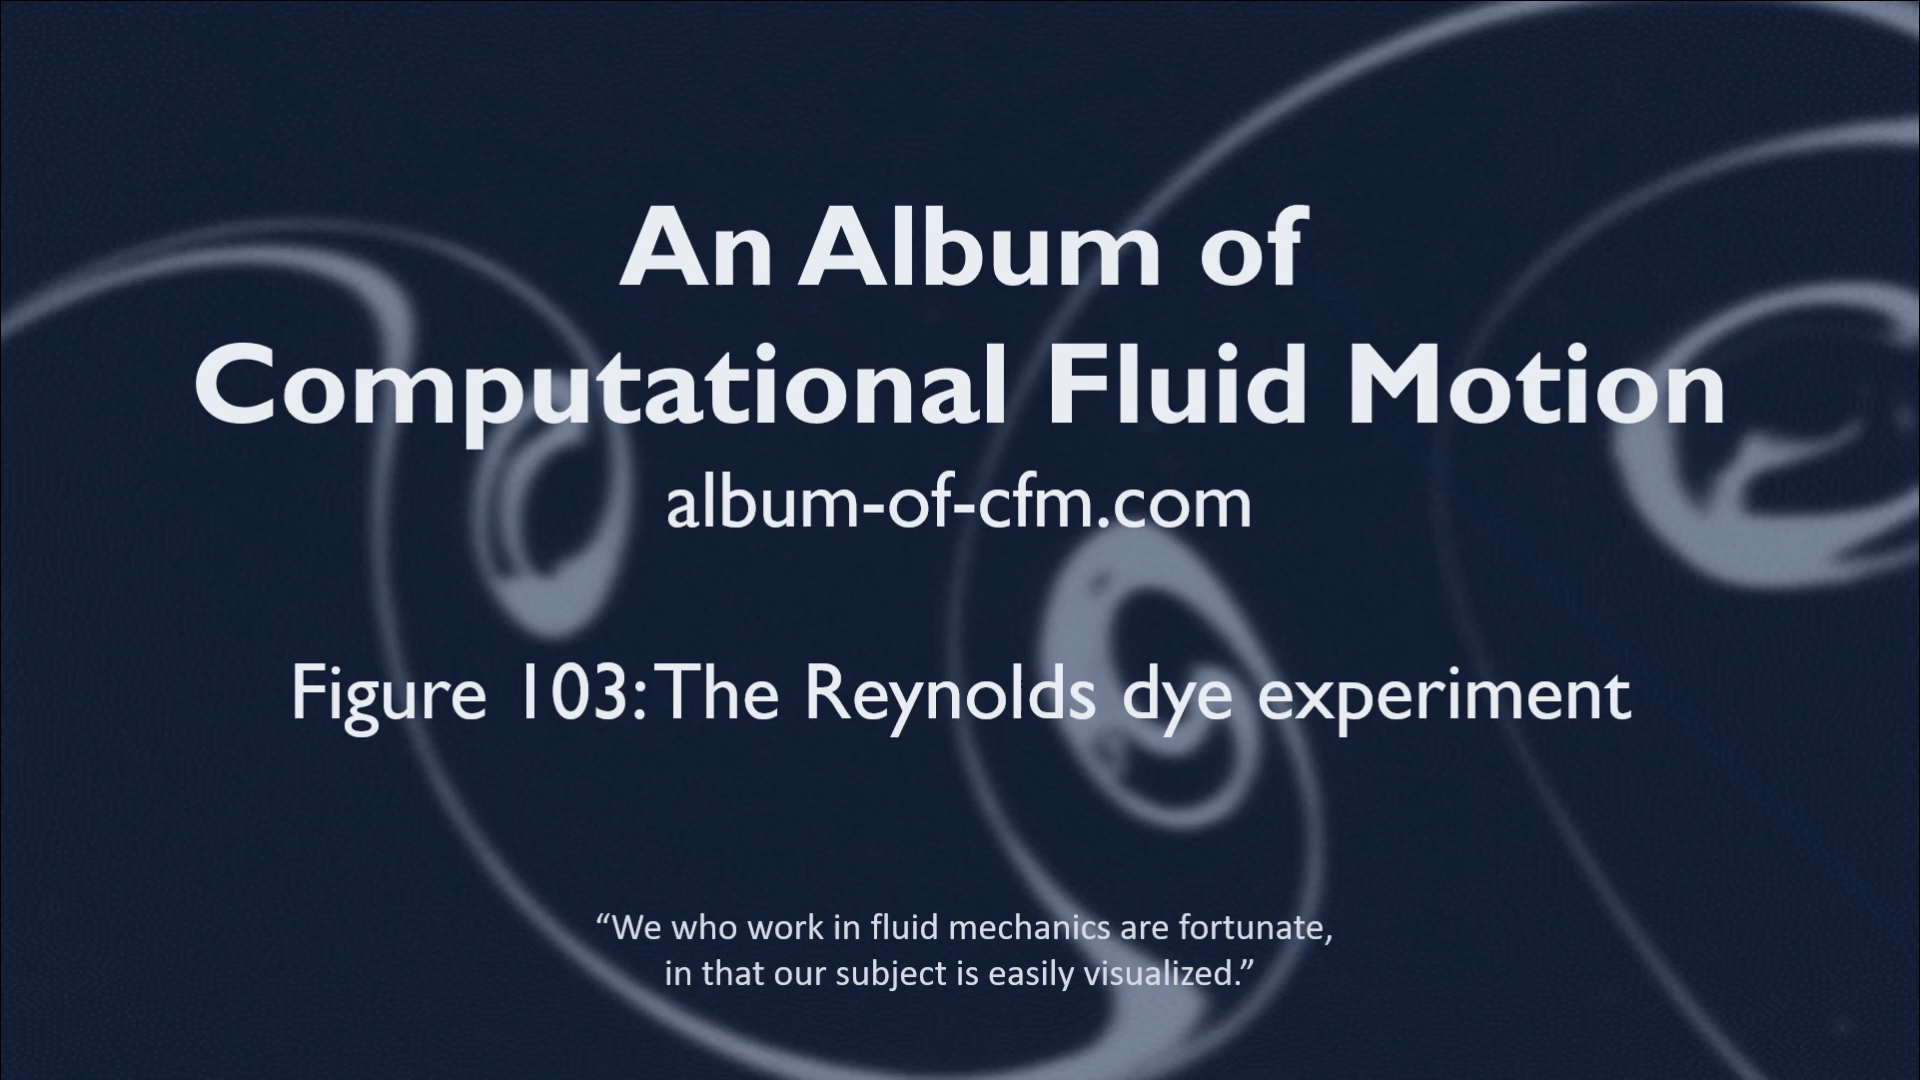 An Album of
Computational Fluid Motion
album-of-cfm.com
Figure 103: The Reynolds dye experiment
“We who work in fluid mechanics are fortunate,
in that our subject is easily visualized.”